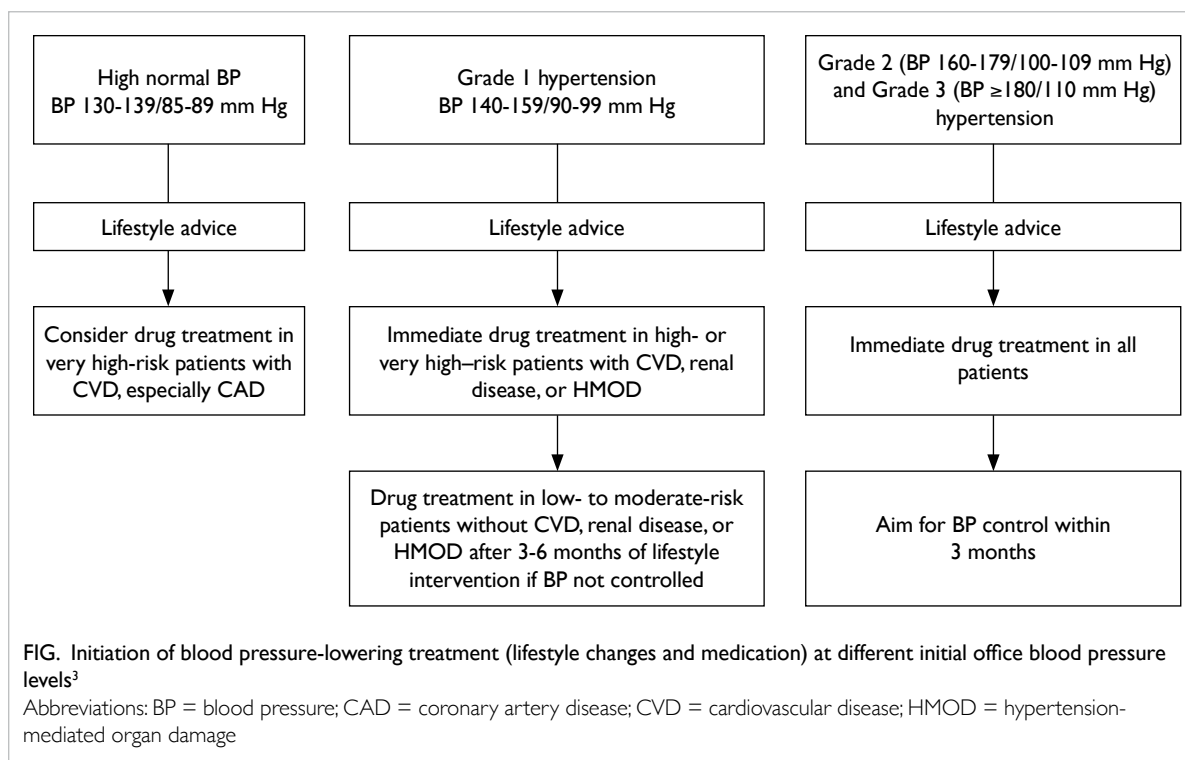 High normal BP
BP 130-139/85-89 mm Hg
Grade 1 hypertension
BP 140-159/90-99 mm Hg
Grade 2 (BP 160-179/100-109 mm Hg)
and Grade 3 (BP ≥180/110 mm Hg)
hypertension
Lifestyle advice
Lifestyle advice
Lifestyle advice
Consider drug treatment in
very high-risk patients with
CVD, especially CAD
Immediate drug treatment in high- or
very high–risk patients with CVD, renal
disease, or HMOD
Immediate drug treatment in all
patients
Drug treatment in low- to moderate-risk
patients without CVD, renal disease, or
HMOD after 3-6 months of lifestyle
intervention if BP not controlled
Aim for BP control within
3 months
FIG. Initiation of blood pressure-lowering treatment (lifestyle changes and medication) at different initial office blood pressure
levels³
Abbreviations: BP = blood pressure; CAD = coronary artery disease; CVD = cardiovascular disease; HMOD = hypertension-
mediated organ damage